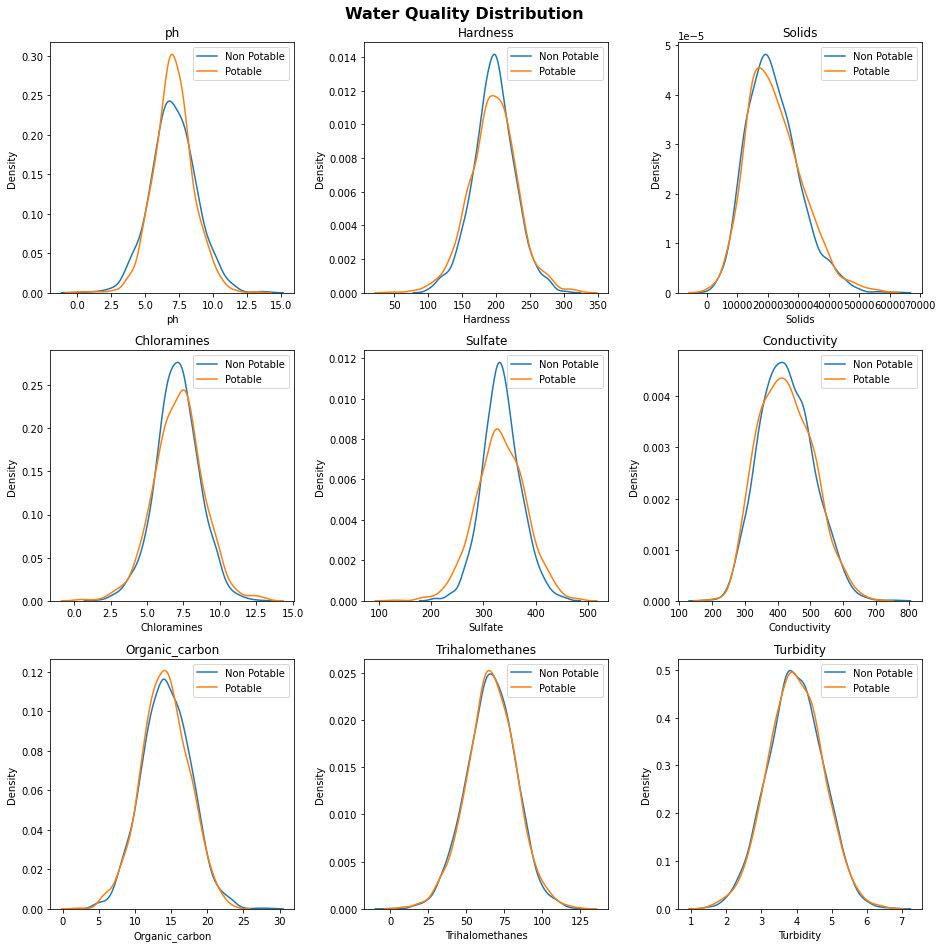 Water Quality Distribution
ph
Hardness
Solids
1e−5
Non Potable
Potable
Non Potable
Potable
Non Potable
Potable
Density
0.30
0.25
0.20
0.15
0.10
0.05
0.00
0.0 2.5 5.0 7.5 10.0 12.5 15.0
ph
Density
0.014
0.012
0.010
0.008
0.006
0.004
0.002
0.000
50 100 150 200 250 300 350
Hardness
Density
5
4
3
2
1
0
0 10000 20000 30000 40000 50000 60000 70000
Solids
Chloramines
Sulfate
Conductivity
Non Potable
Potable
Non Potable
Potable
Non Potable
Potable
Density
0.25
0.20
0.15
0.10
0.05
0.00
0.0 2.5 5.0 7.5 10.0 12.5 15.0
Chloramines
Density
0.012
0.010
0.008
0.006
0.004
0.002
0.000
100 200 300 400 500
Sulfate
Density
0.004
0.003
0.002
0.001
0.000
100 200 300 400 500 600 700 800
Conductivity
Organic_carbon
Trihalomethanes
Turbidity
Non Potable
Potable
Non Potable
Potable
Non Potable
Potable
Density
0.12
0.10
0.08
0.06
0.04
0.02
0.00
0 5 10 15 20 25 30
Organic_carbon
Density
0.025
0.020
0.015
0.010
0.005
0.000
0 25 50 75 100 125
Trihalomethanes
Density
0.5
0.4
0.3
0.2
0.1
0.0
1 2 3 4 5 6 7
Turbidity